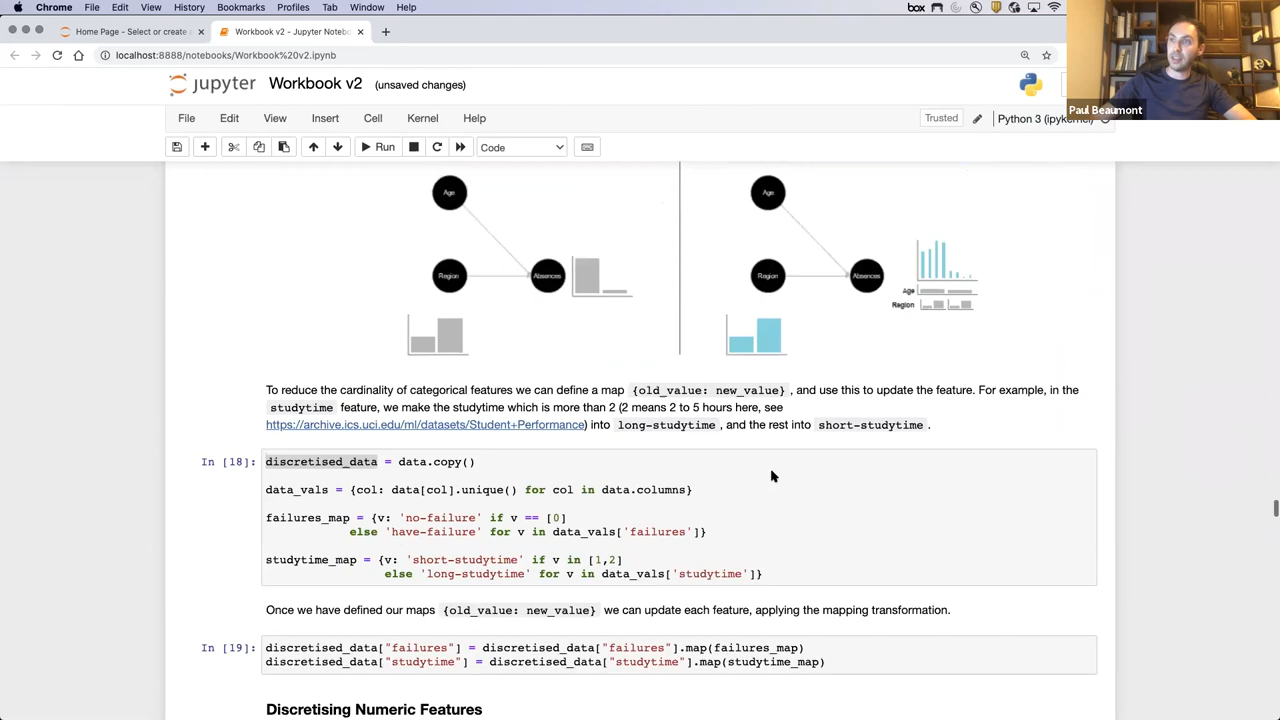 Chrome File Edit View History Bookmarks Profiles Tab Window Help box
Home Page - Select or create a
Workbook v2 - Jupyter Notebo
localhost:8888/notebooks/Workbook%20v2.ipynb
jupyter Workbook v2 (unsaved changes)
Paul Beaumont
File Edit View Insert Cell Kernel Help Trusted Python 3 (ipykernel)
Run Code
Age Age
Region Absences Region Absences
Age
Region
To reduce the cardinality of categorical features we can define a map {old_value: new_value} , and use this to update the feature. For example, in the
studytime feature, we make the studytime which is more than 2 (2 means 2 to 5 hours here, see
https://archive.ics.uci.edu/ml/datasets/Student+Performance) into long-studytime , and the rest into short-studytime .
In [18]: discretised_data = data.copy()
data_vals = {col: data[col].unique() for col in data.columns}
failures_map = {v: 'no-failure' if v == [0]
else 'have-failure' for v in data_vals['failures']}
studytime_map = {v: 'short-studytime' if v in [1,2]
else 'long-studytime' for v in data_vals['studytime']}
Once we have defined our maps {old_value: new_value} we can update each feature, applying the mapping transformation.
In [19]: discretised_data["failures"] = discretised_data["failures"].map(failures_map)
discretised_data["studytime"] = discretised_data["studytime"].map(studytime_map)
Discretising Numeric Features